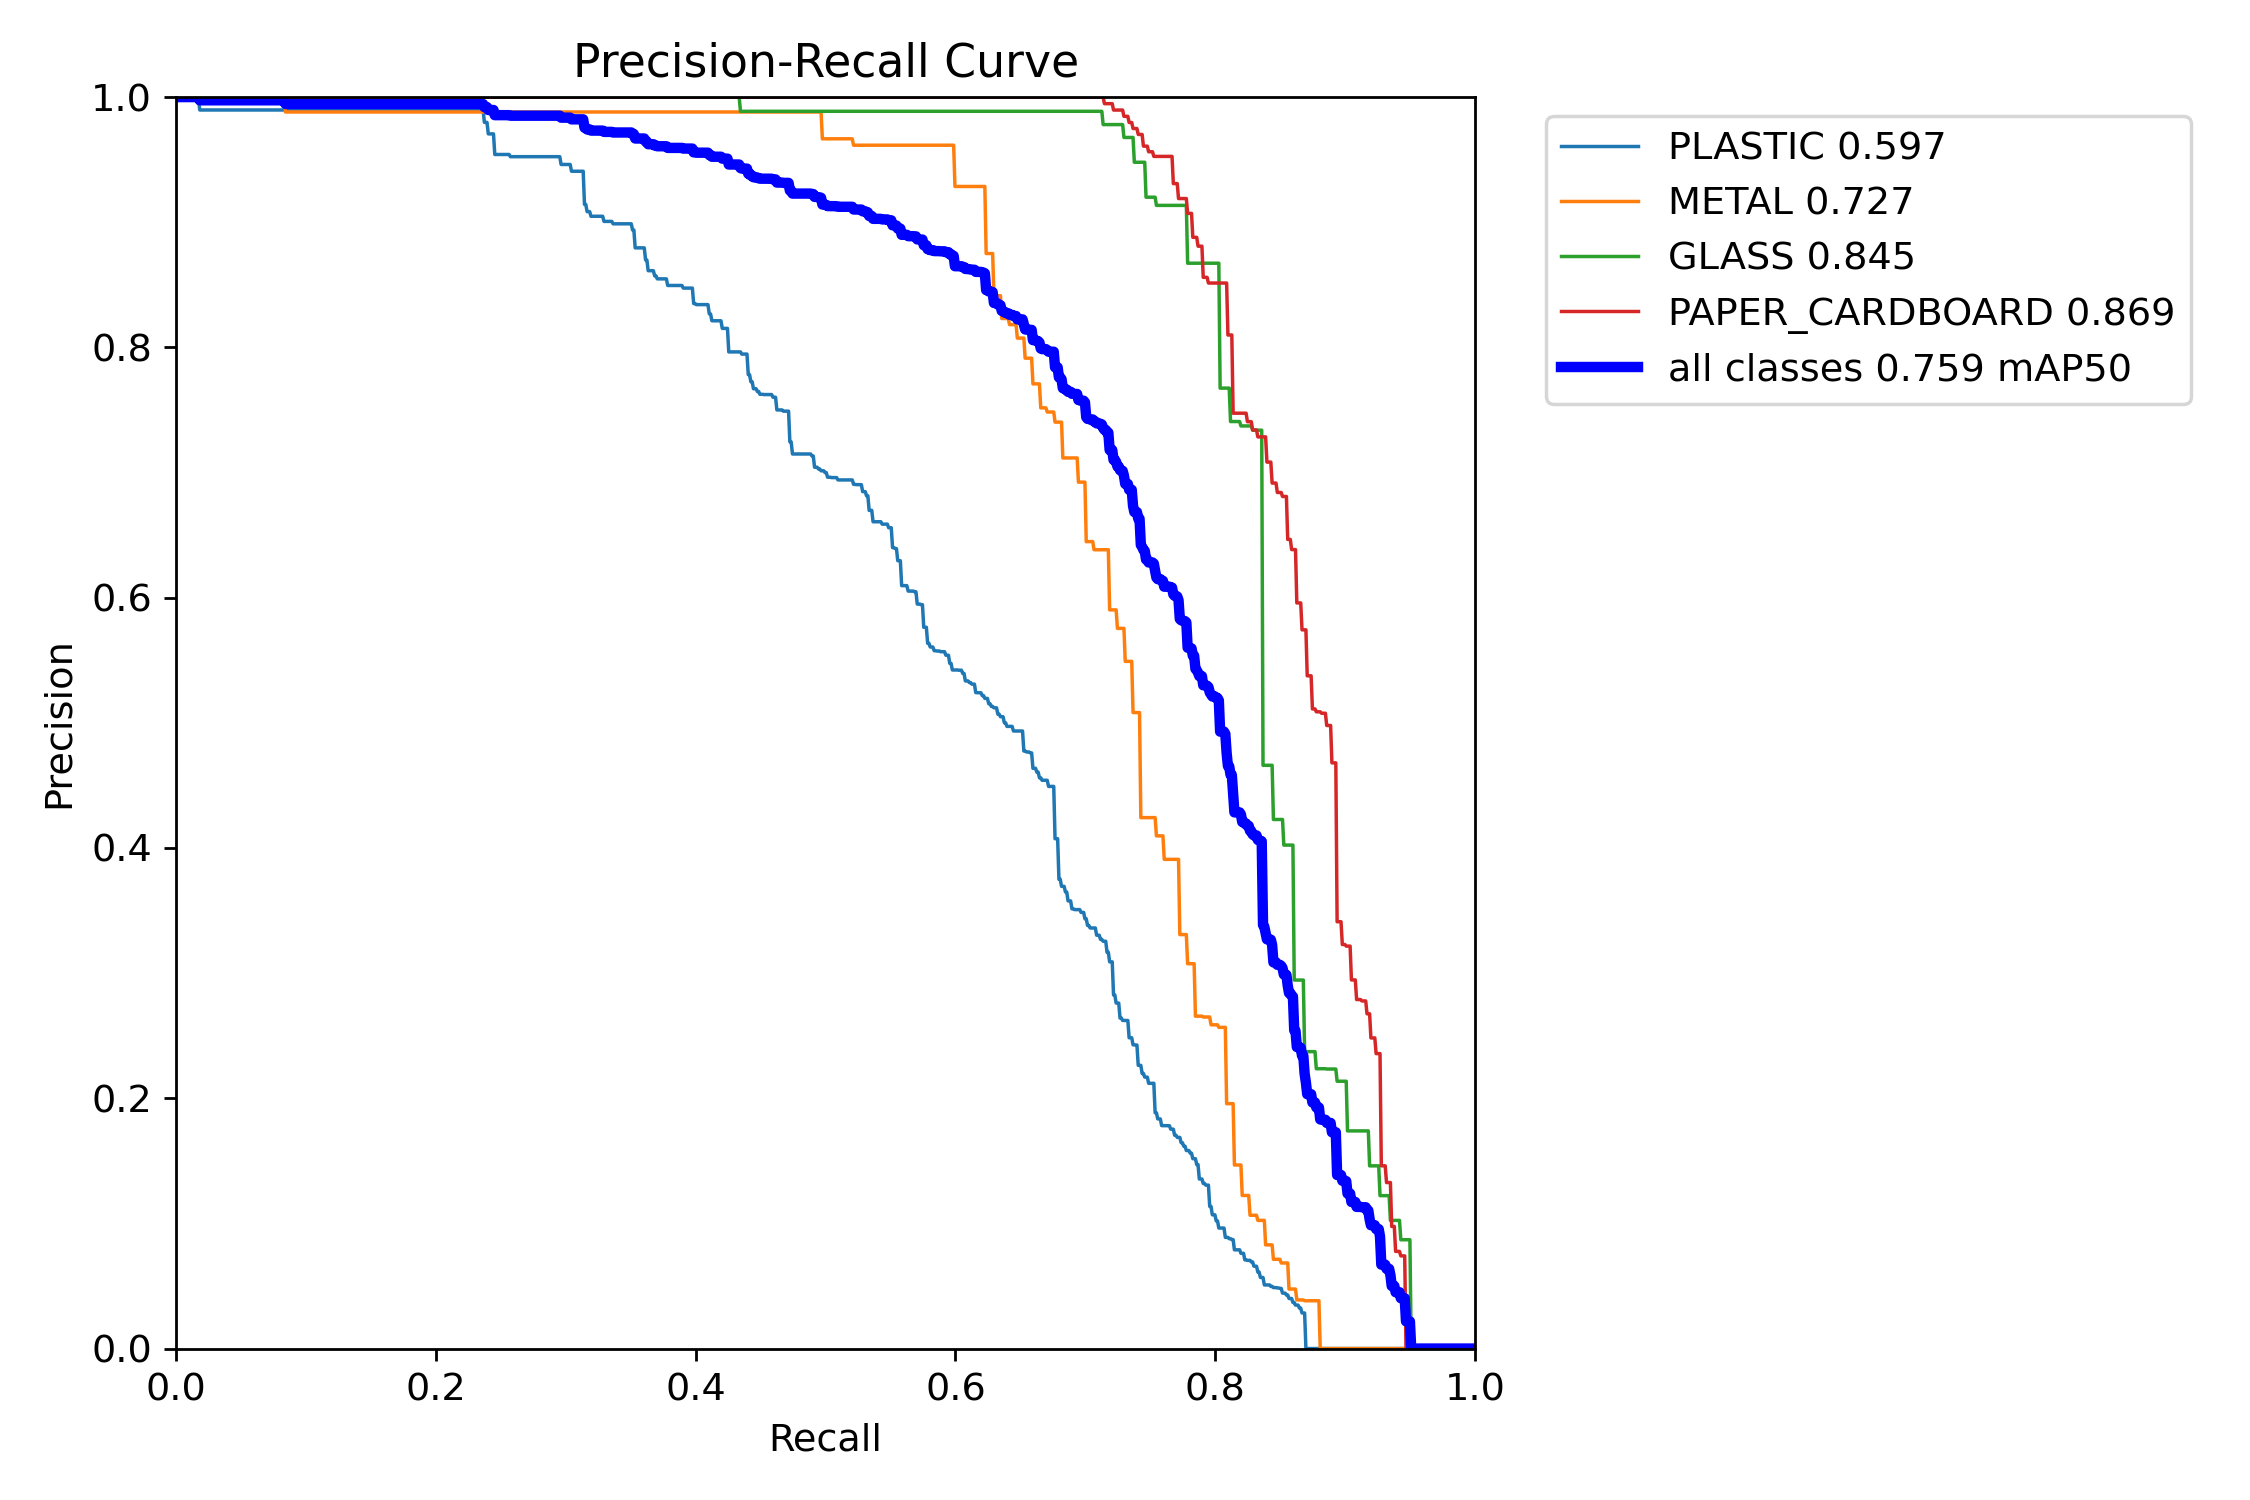 Precision-Recall Curve
1.0
0.8
0.6
0.4
0.2
0.0
Precision
0.0 0.2 0.4 0.6 0.8 1.0
Recall
PLASTIC 0.597
METAL 0.727
GLASS 0.845
PAPER_CARDBOARD 0.869
all classes 0.759 mAP50